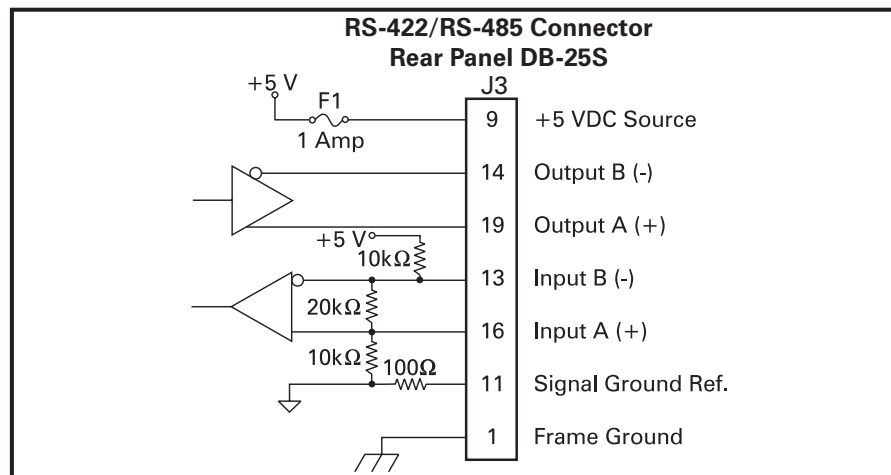 RS-422/RS-485 Connector
Rear Panel DB-25S
+5 V
F1
1 Amp
J3
9 +5 VDC Source
14 Output B (-)
19 Output A (+)
+5 V
10kΩ
13 Input B (-)
20kΩ
16 Input A (+)
10kΩ
100Ω
11 Signal Ground Ref.
1 Frame Ground